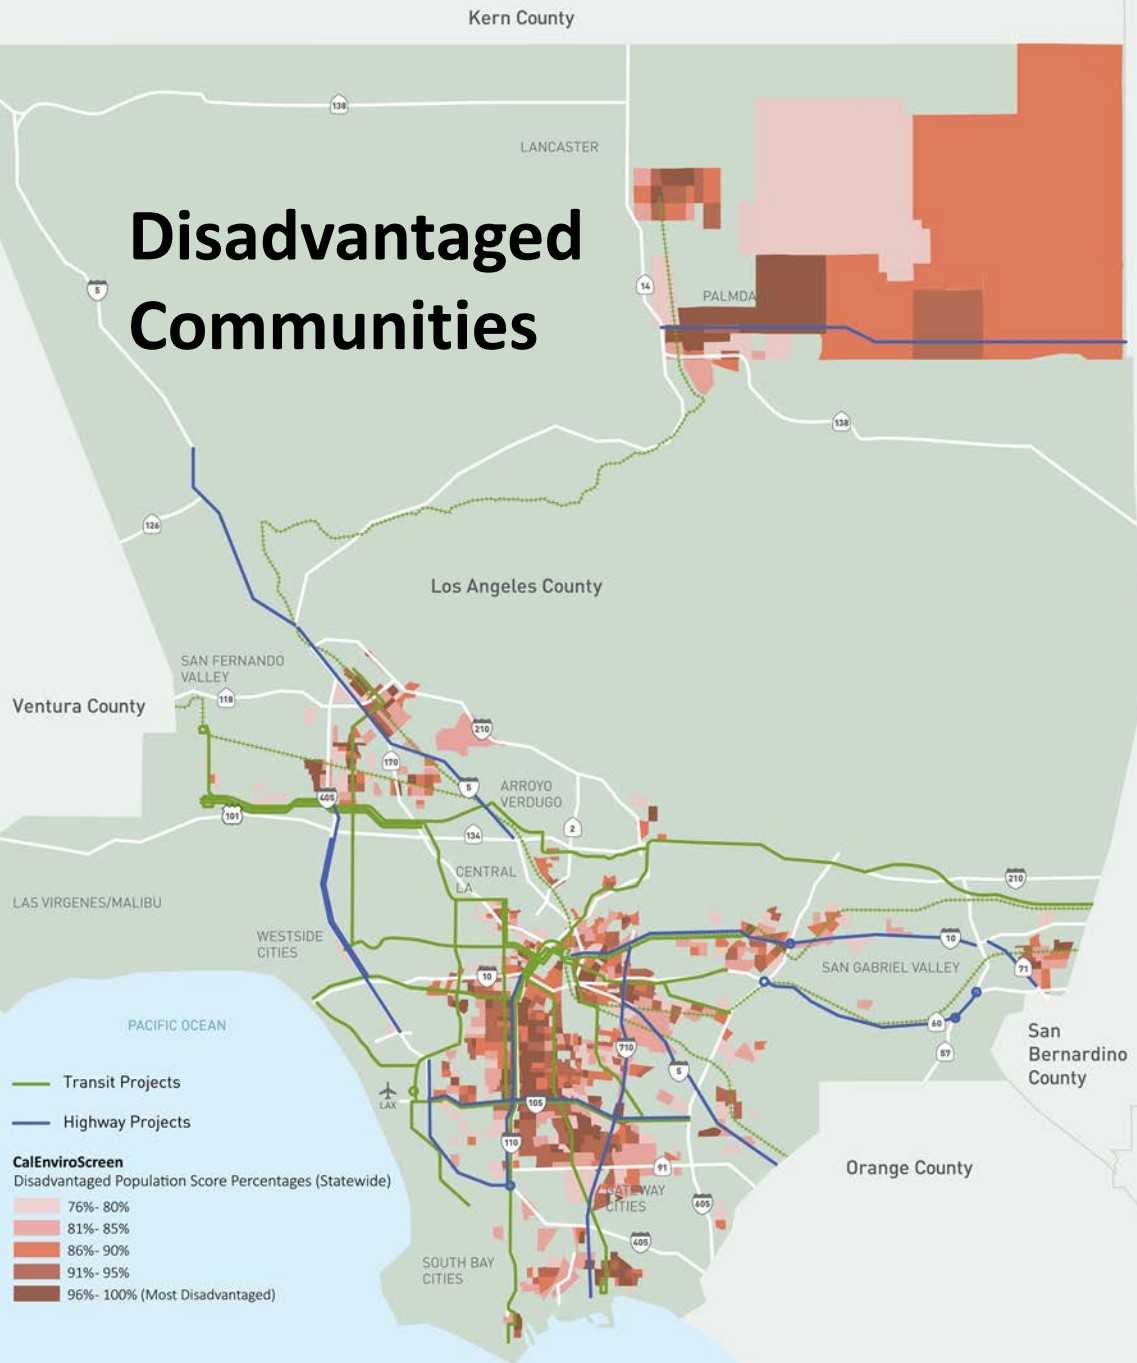 Kern County
138
LANCASTER
Disadvantaged
Communities
5
14
PALMDA
138
126
Los Angeles County
SAN FERNANDO
VALLEY
118
Ventura County
210
170
5
ARROYO
VERDUGO
405
101
134
2
CENTRAL
LA
210
LAS VIRGENES/MALIBU
WESTSIDE
CITIES
10
10
SAN GABRIEL VALLEY
71
PACIFIC OCEAN
60
San
Bernardino
County
57
710
5
Transit Projects
LAX
105
Highway Projects
110
CalEnviroScreen
Disadvantaged Population Score Percentages (Statewide)
91
Orange County
GATEWAY
CITIES
605
405
76%- 80%
81%- 85%
86%- 90%
91%- 95%
96%- 100% (Most Disadvantaged)
SOUTH BAY
CITIES